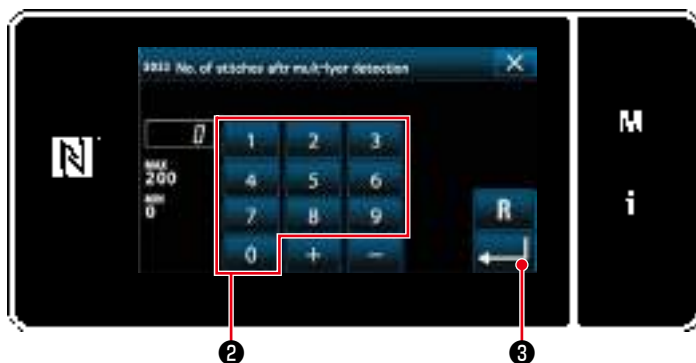 No. of stitches aftr mult-lyer detection
0
1 2 3
MAX
200
4 5 6
MIN
0
7 8 9
0 + −
R
M
i
N
❷
❸